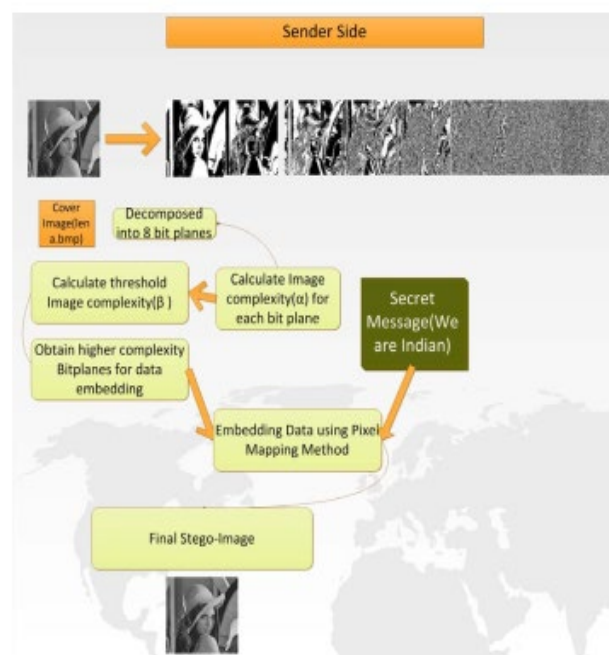 Sender Side
Cover
Image(len
a.bmp)
Decomposed
into 8 bit planes
Calculate threshold
Image complexity(β )
Calculate Image
complexity(α) for
each bit plane
Secret
Message(We
are Indian)
Obtain higher complexity
Bitplanes for data
embedding
Embedding Data using Pixel
Mapping Method
Final Stego-Image